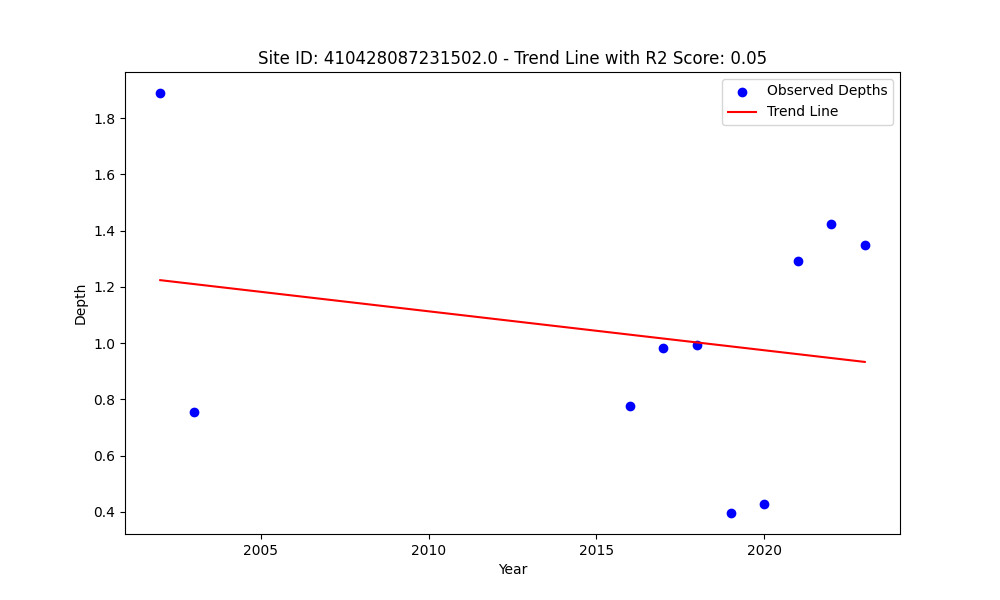 Site ID: 410428087231502.0 - Trend Line with R2 Score: 0.05
Observed Depths
Trend Line
1.8
1.6
1.4
1.2
1.0
0.8
0.6
0.4
Depth
2005
2010
2015
2020
Year